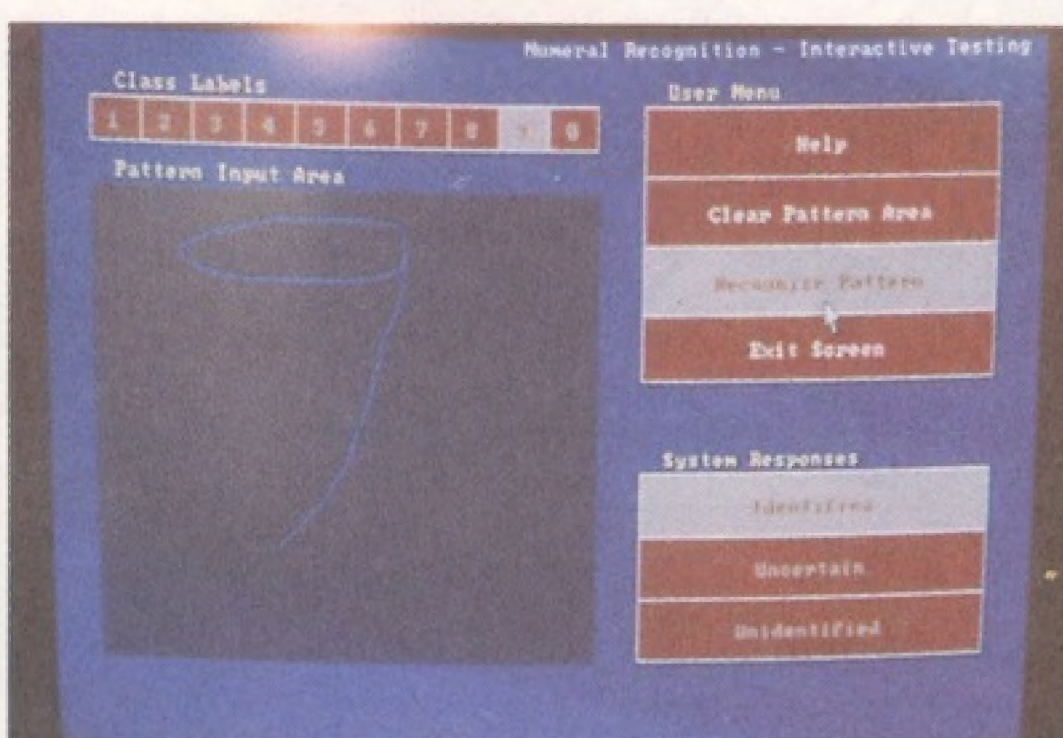 Numeral Recognition - Interactive Testing
Class Labels
1 2 3 4 5 6 7 8 9 0
Pattern Input Area
User Menu
Help
Clear Pattern Area
Recognize Pattern
Exit Screen
System Responses
Identified
Uncertain
Unidentified